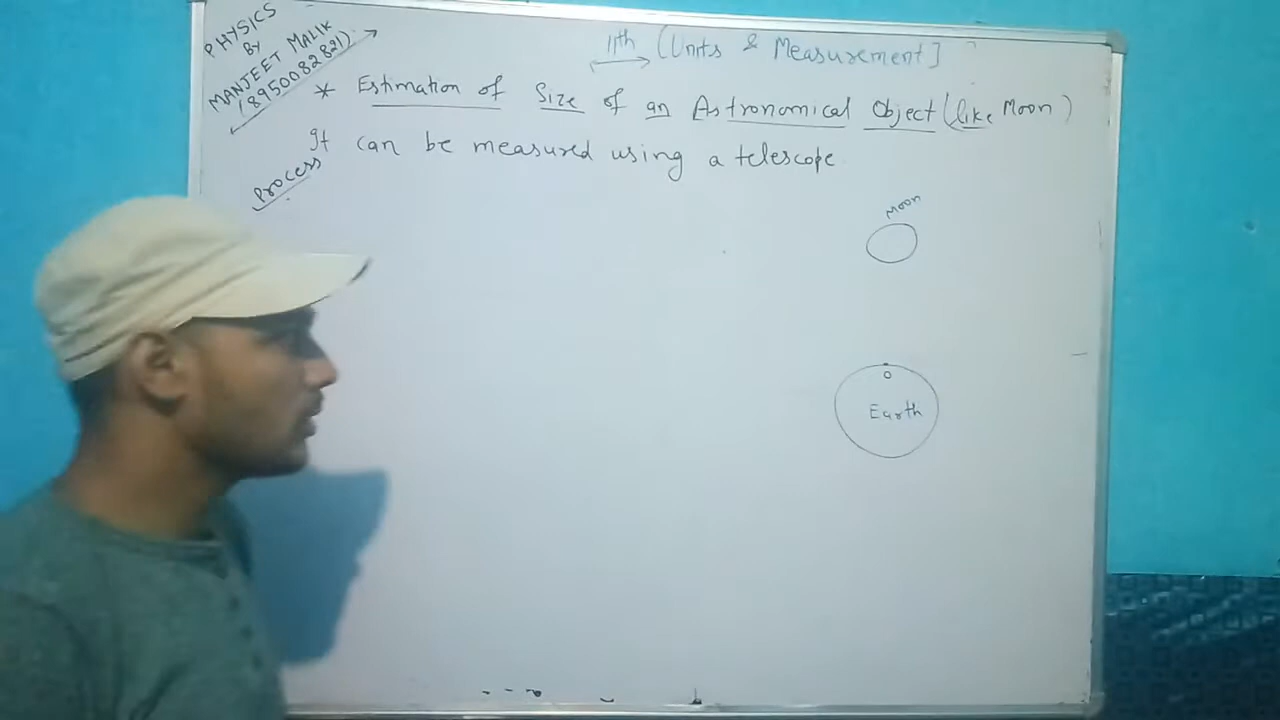 PHYSICS
By
MANJEET MALIK
(8950082821)
11th (Units & Measurement]
* Estimation of Size of an Astronomical Object (like Moon)
It can be measured using a telescope
Process
Moon
O
Earth